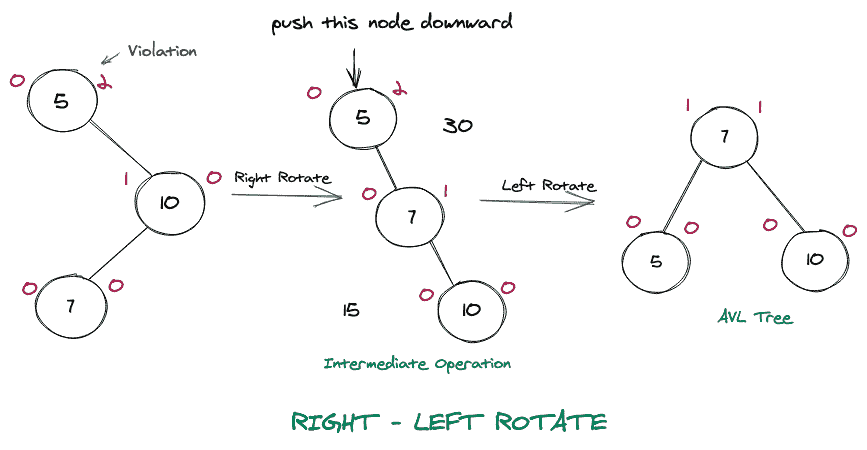 push this node downward
Violation
0 2
5
1 0
10
0 0
7
Right Rotate
0 2
5
30
0 1
7
0 0
10
15
Intermediate Operation
Left Rotate
1 1
7
0 0
5
0 0
10
AVL Tree
RIGHT - LEFT ROTATE